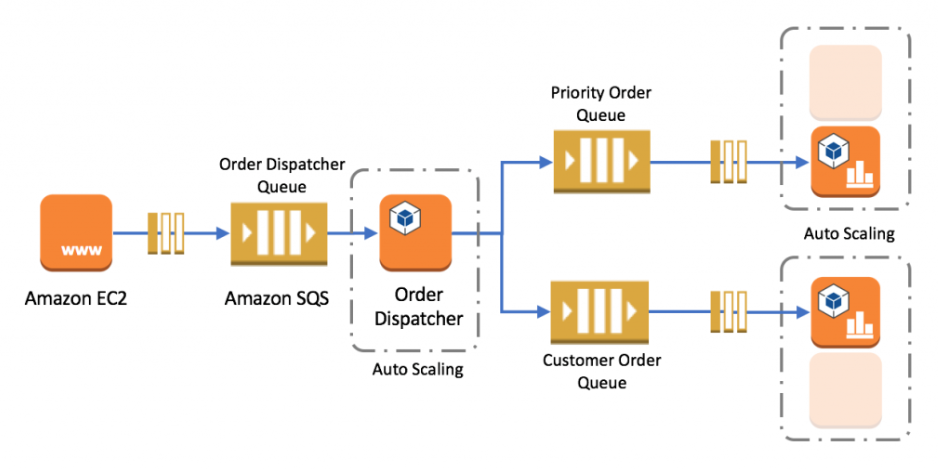 Priority Order
Queue
Order Dispatcher
Queue
Auto Scaling
www
Amazon EC2
Amazon SQS
Order
Dispatcher
Auto Scaling
Customer Order
Queue